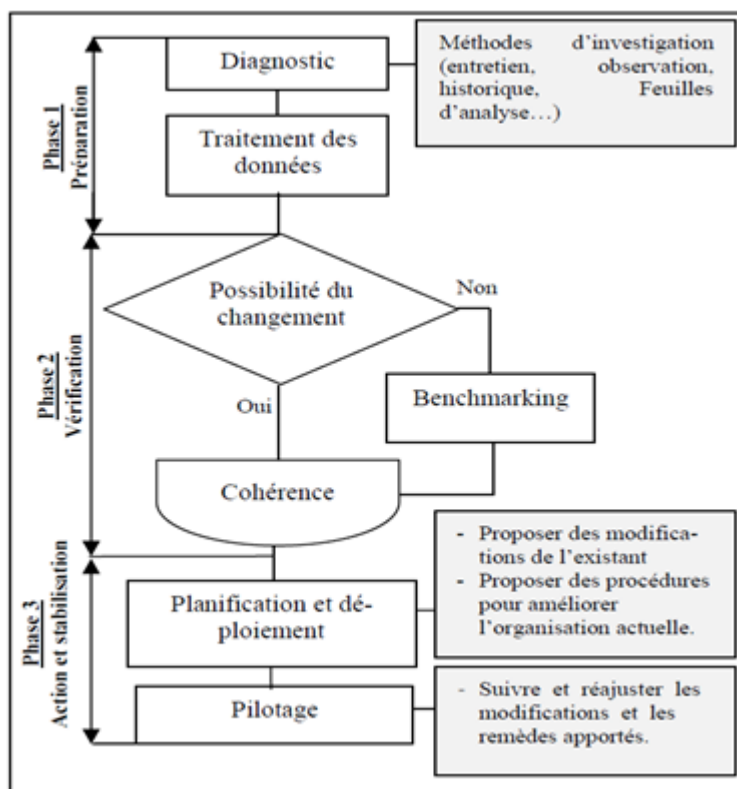 Phase 1
Préparation
Diagnostic
Méthodes d'investigation
(entretien, observation,
historique, Feuilles
d'analyse…)
Traitement des
données
Phase 2
Vérification
Possibilité du
changement
Non
Oui
Benchmarking
Cohérence
Phase 3
Action et stabilisation
Planification et dé-
ploiement
- Proposer des modifica-
tions de l'existant
- Proposer des procédures
pour améliorer
l'organisation actuelle.
Pilotage
- Suivre et réajuster les
modifications et les
remèdes apportés.